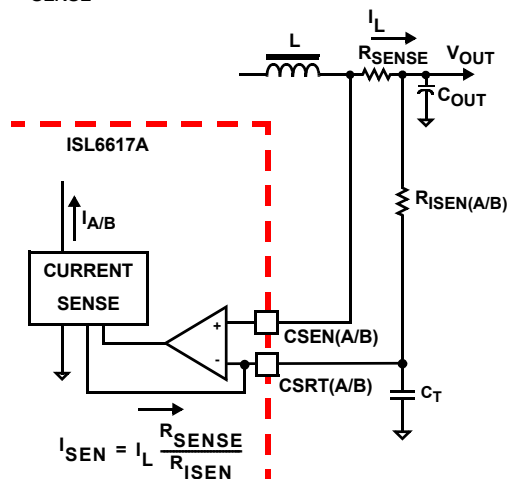 I_L
L
R_SENSE
V_OUT
C_OUT
ISL6617A
R_ISEN(A/B)
I_A/B
CURRENT
SENSE
+
CSEN(A/B)
-
CSRT(A/B)
C_T
I_SEN = I_L R_SENSE / R_ISEN